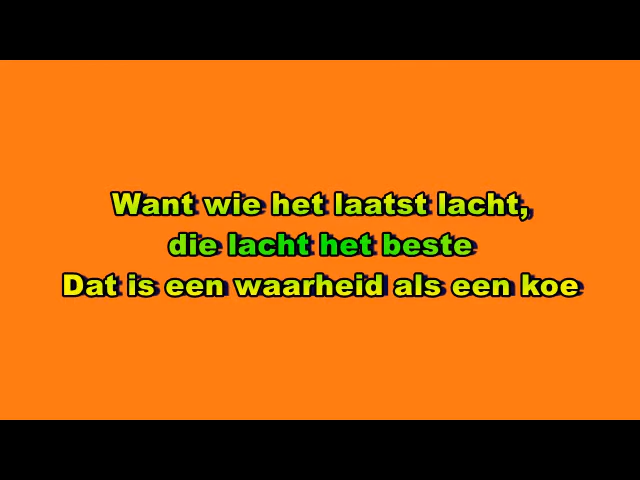 Want wie het laatst lacht,
die lacht het beste
Dat is een waarheid als een koe